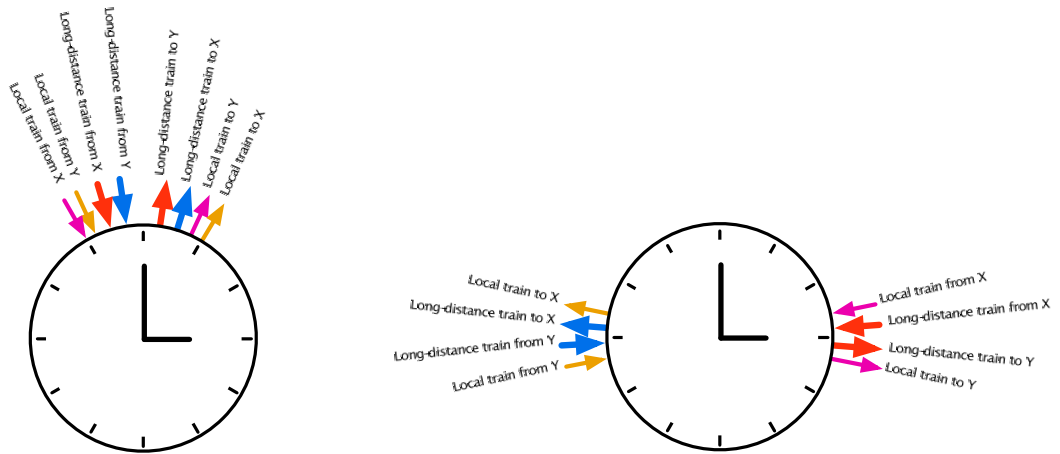 Local train from X
Local train from Y
Long-distance train from X
Long-distance train from Y
Long-distance train to Y
Long-distance train to X
Local train to Y
Local train to X
Local train to X
Long-distance train to X
Long-distance train from Y
Local train from Y
Local train from X
Long-distance train from X
Long-distance train to Y
Local train to Y